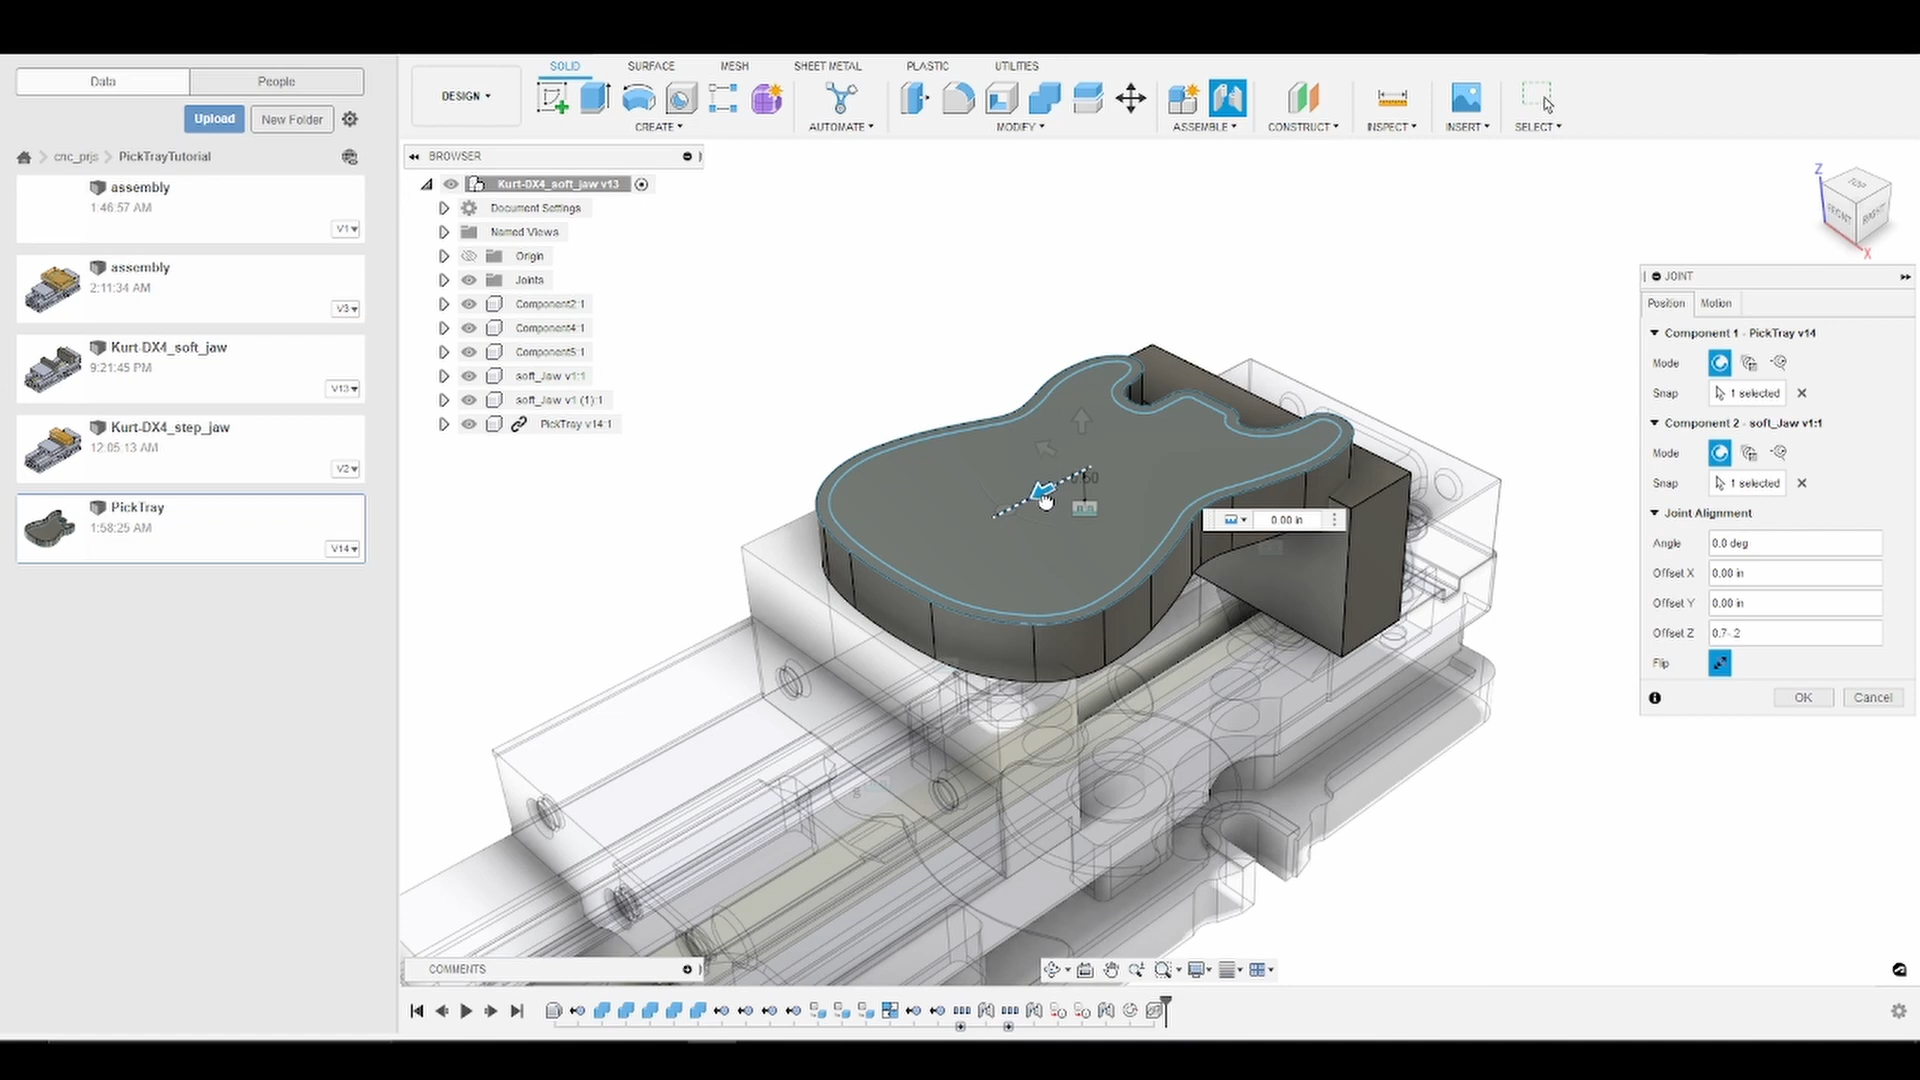 Data
People
Upload
New Folder
cnc_prjs
PickTrayTutorial
assembly
1:46:57 AM
V1
assembly
2:11:34 AM
V3
Kurt-DX4_soft_jaw
9:21:45 PM
V13
Kurt-DX4_step_jaw
12:05:13 AM
V2
PickTray
1:58:25 AM
V14
DESIGN
SOLID
SURFACE
MESH
SHEET METAL
PLASTIC
UTILITIES
CREATE
AUTOMATE
MODIFY
ASSEMBLE
CONSTRUCT
INSPECT
INSERT
SELECT
BROWSER
Kurt-DX4_soft_jaw v13
Document Settings
Named Views
Origin
Joints
Component2:1
Component4:1
Component5:1
soft_Jaw v1:1
soft_Jaw v1 (1):1
PickTray v14:1
TOP
FRONT
RIGHT
Z
X
0.00 in
JOINT
Position
Motion
Component 1 - PickTray v14
Mode
Snap
1 selected
Component 2 - soft_Jaw v1:1
Mode
Snap
1 selected
Joint Alignment
Angle
0.0 deg
Offset X
0.00 in
Offset Y
0.00 in
Offset Z
0.7-.2
Flip
OK
Cancel
COMMENTS